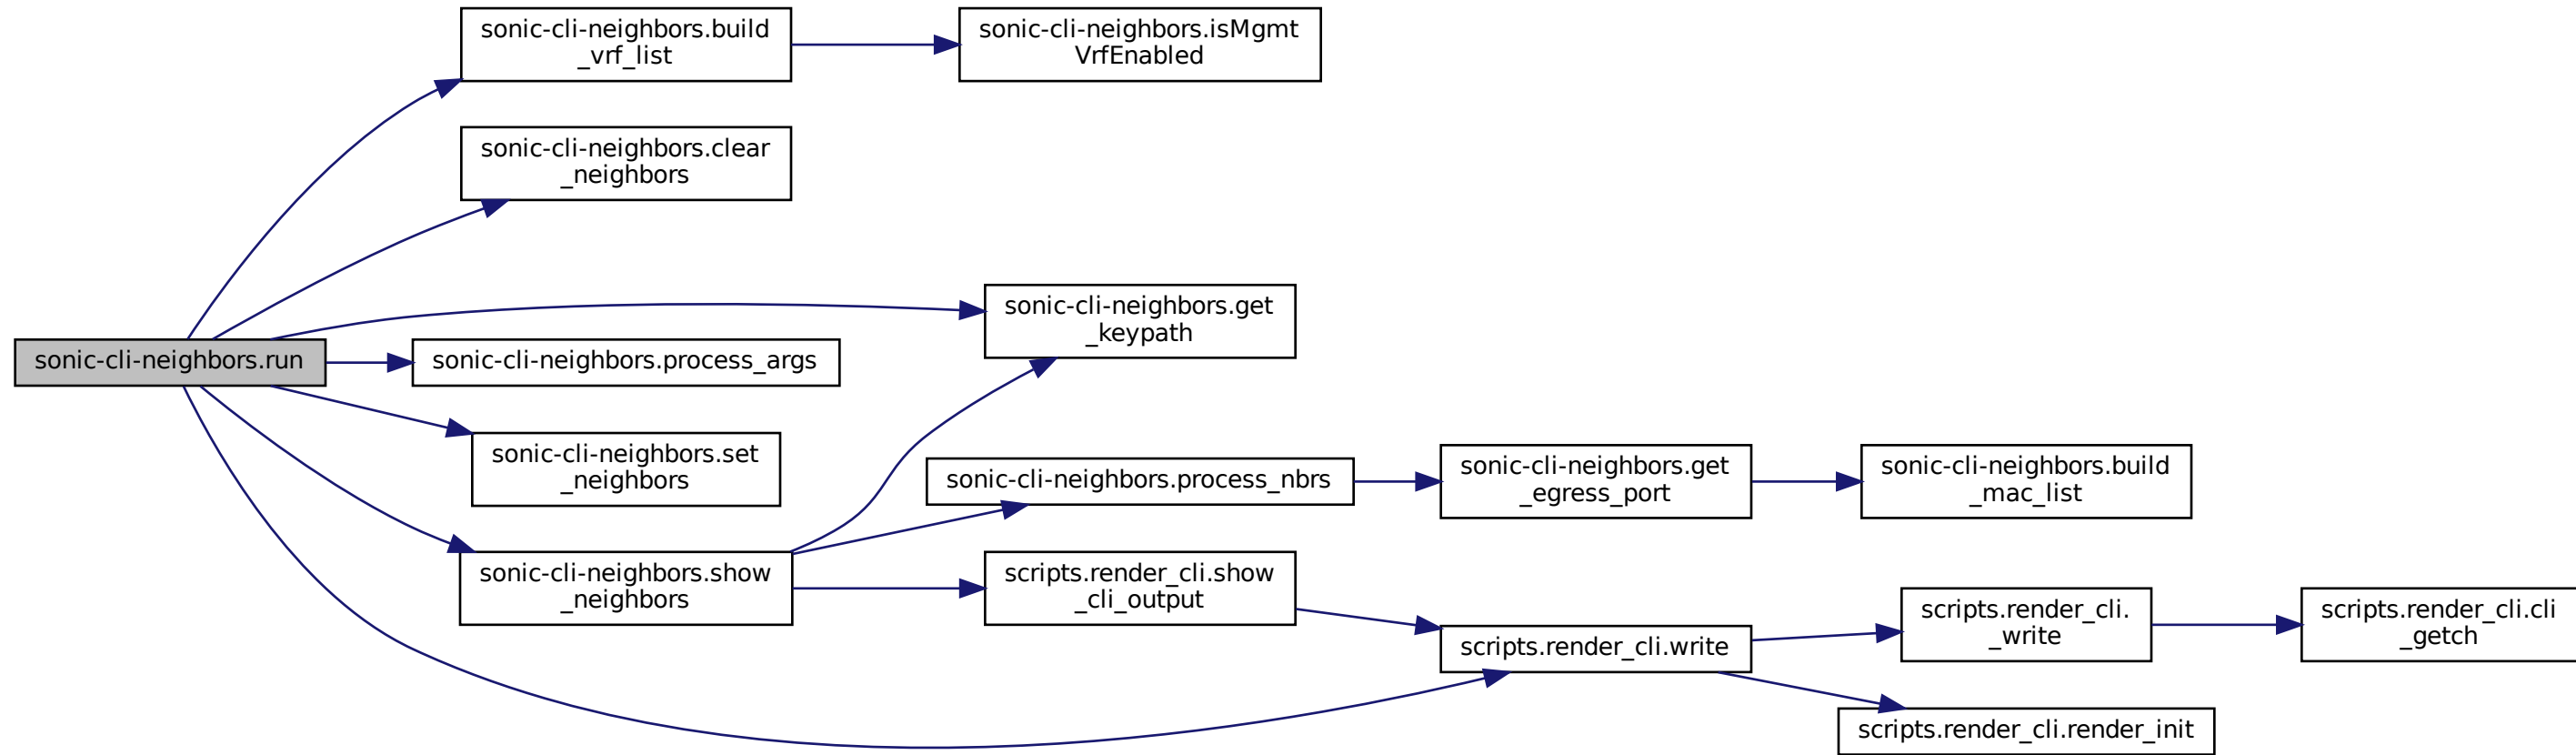 sonic-cli-neighbors.run
sonic-cli-neighbors.build
_vrf_list
sonic-cli-neighbors.isMgmt
VrfEnabled
sonic-cli-neighbors.clear
_neighbors
sonic-cli-neighbors.get
_keypath
sonic-cli-neighbors.process_args
sonic-cli-neighbors.set
_neighbors
sonic-cli-neighbors.show
_neighbors
sonic-cli-neighbors.process_nbrs
sonic-cli-neighbors.get
_egress_port
sonic-cli-neighbors.build
_mac_list
scripts.render_cli.show
_cli_output
scripts.render_cli.write
scripts.render_cli.
_write
scripts.render_cli.cli
_getch
scripts.render_cli.render_init